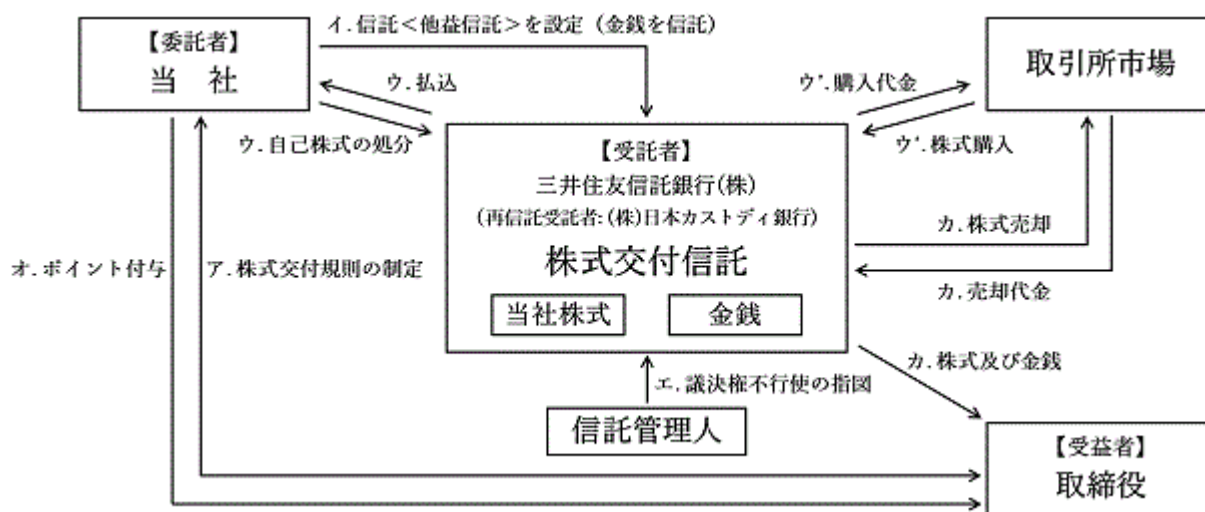 【委託者】
当 社
イ.信託＜他益信託＞を設定（金銭を信託）
取引所市場
ウ.払込
ウ'.購入代金
ウ.自己株式の処分
ウ'.株式購入
【受託者】
三井住友信託銀行(株)
(再信託受託者:(株)日本カストディ銀行)
株式交付信託
当社株式
金銭
オ.ポイント付与
ア.株式交付規則の制定
カ.株式売却
カ.売却代金
カ.株式及び金銭
エ.議決権不行使の指図
信託管理人
【受益者】
取締役